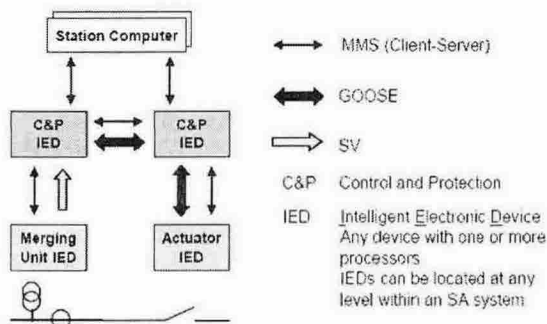 Station Computer
C&P
IED
C&P
IED
Merging
Unit IED
Actuator
IED
MMS (Client-Server)
GOOSE
SV
C&P Control and Protection
IED Intelligent Electronic Device
Any device with one or more
processors
IEDs can be located at any
level within an SA system